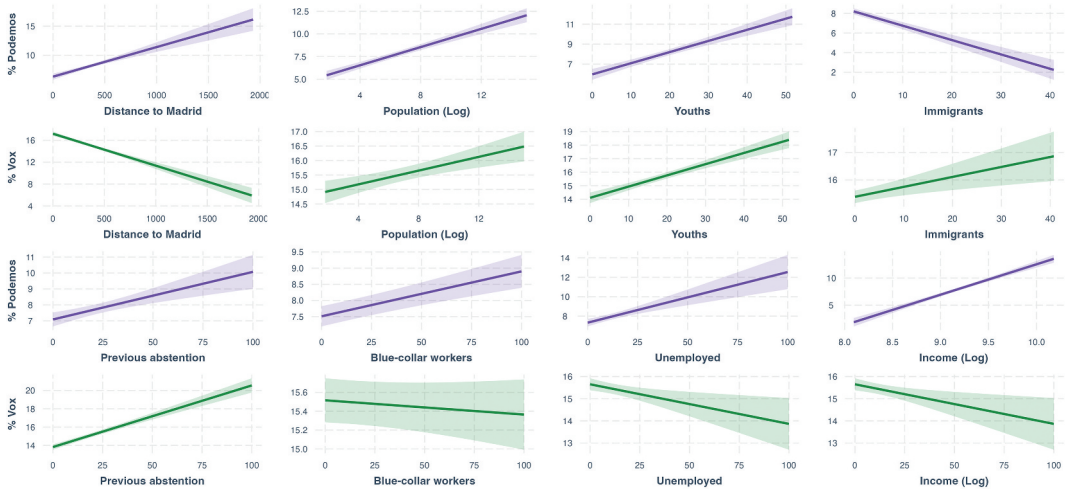 % Podemos
15
10
0 500 1000 1500 2000
Distance to Madrid
12.5
10.0
7.5
5.0
4 8 12
Population (Log)
11
9
7
0 10 20 30 40 50
Youths
8
6
4
2
0 10 20 30 40
Immigrants
% Vox
16
12
8
4
0 500 1000 1500 2000
Distance to Madrid
17.0
16.5
16.0
15.5
15.0
14.5
4 8 12
Population (Log)
19
18
17
16
15
14
0 10 20 30 40 50
Youths
17
16
0 10 20 30 40
Immigrants
% Podemos
11
10
9
8
7
0 25 50 75 100
Previous abstention
9.5
9.0
8.5
8.0
7.5
0 25 50 75 100
Blue-collar workers
14
12
10
8
0 25 50 75 100
Unemployed
10
5
8.0 8.5 9.0 9.5 10.0
Income (Log)
% Vox
20
18
16
14
0 25 50 75 100
Previous abstention
15.6
15.4
15.3
15.0
0 25 50 75 100
Blue-collar workers
16
15
14
13
0 25 50 75 100
Unemployed
16
15
14
13
0 25 50 75 100
Income (Log)